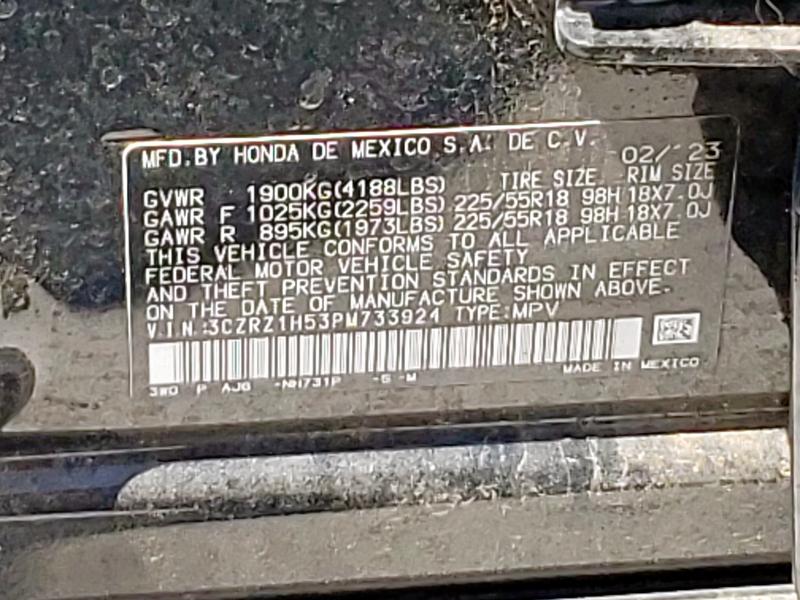 MFD.BY HONDA DE MEXICO S.A. DE C.V. 02/ 23
TIRE SIZE RIM SIZE
GVWR 1900KG(4188LBS)
GAWR F 1025KG(2259LBS) 225/55R18 98H 18X7.0J
GAWR R 895KG(1973LBS) 225/55R18 98H 18X7.0J
THIS VEHICLE CONFORMS TO ALL APPLICABLE
FEDERAL MOTOR VEHICLE SAFETY
AND THEFT PREVENTION STANDARDS IN EFFECT
ON THE DATE OF MANUFACTURE SHOWN ABOVE.
V.I.N.:3CZRZ1H53PM733924 TYPE:MPV
3W0 P AJG -NH731P -S -M MADE IN MEXICO